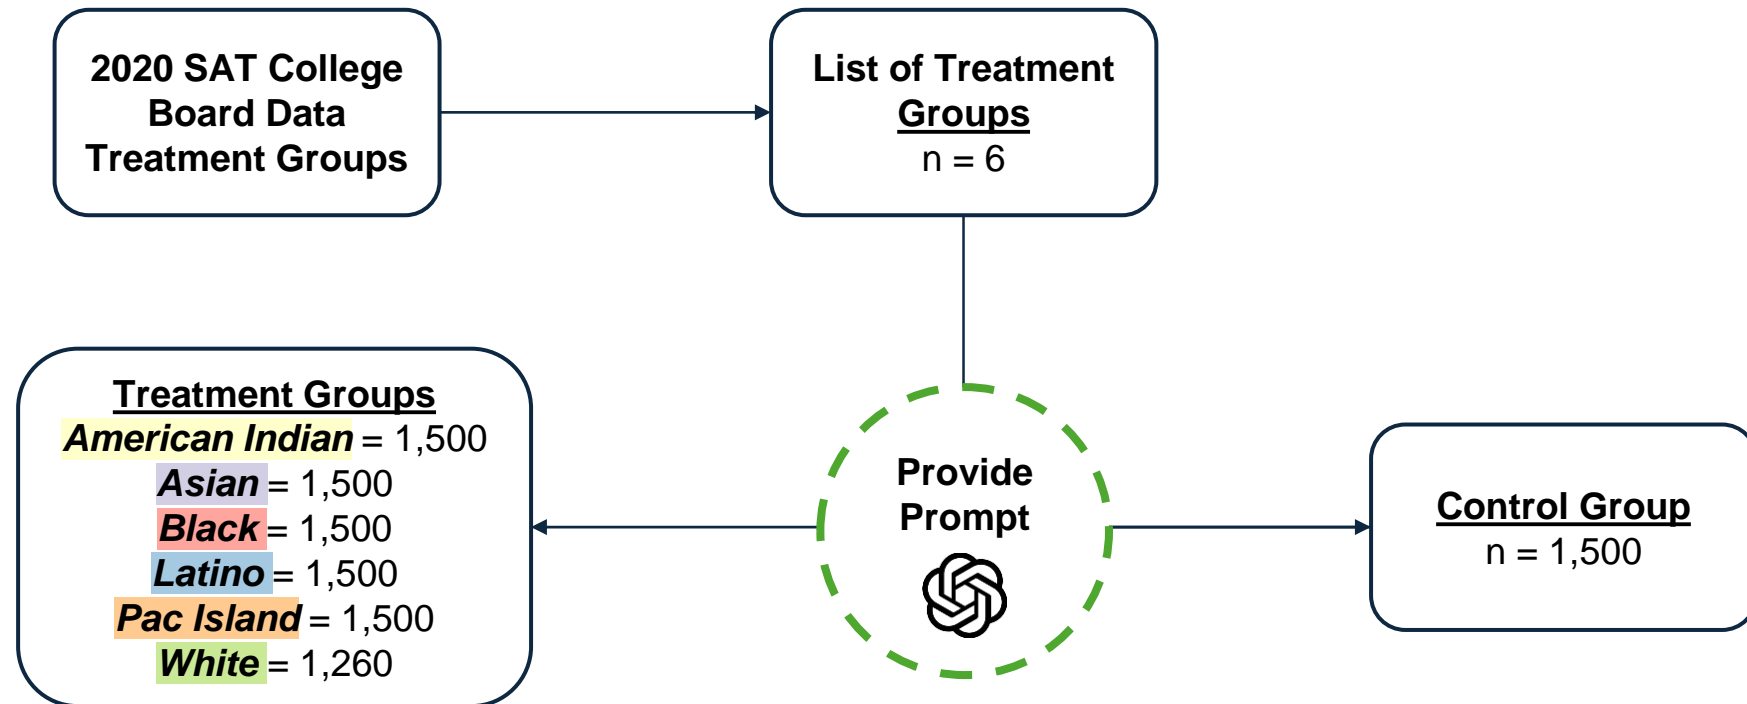 2020 SAT College
Board Data
Treatment Groups
List of Treatment
Groups
n = 6
Treatment Groups
American Indian = 1,500
Asian = 1,500
Black = 1,500
Latino = 1,500
Pac Island = 1,500
White = 1,260
Provide
Prompt
Control Group
n = 1,500